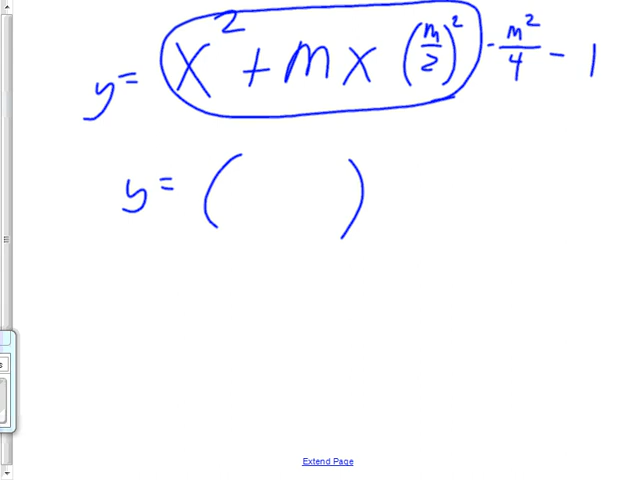 y = x² + mx (m/2)² - m²/4 - 1
y = ( )
s
Extend Page